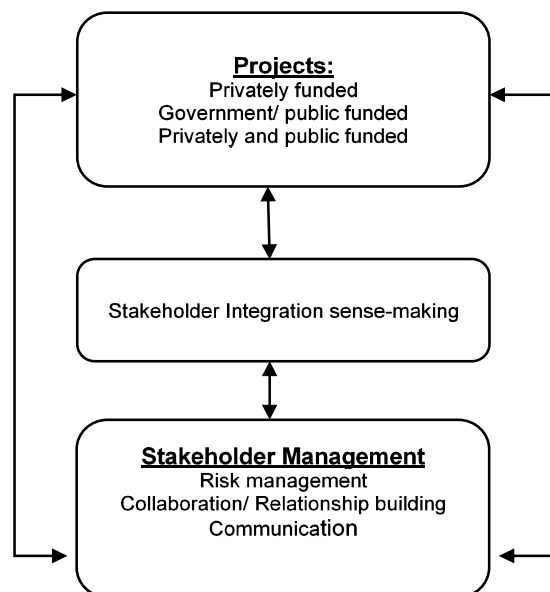 Projects:
Privately funded
Government/ public funded
Privately and public funded
Stakeholder Integration sense-making
Stakeholder Management
Risk management
Collaboration/ Relationship building
Communication